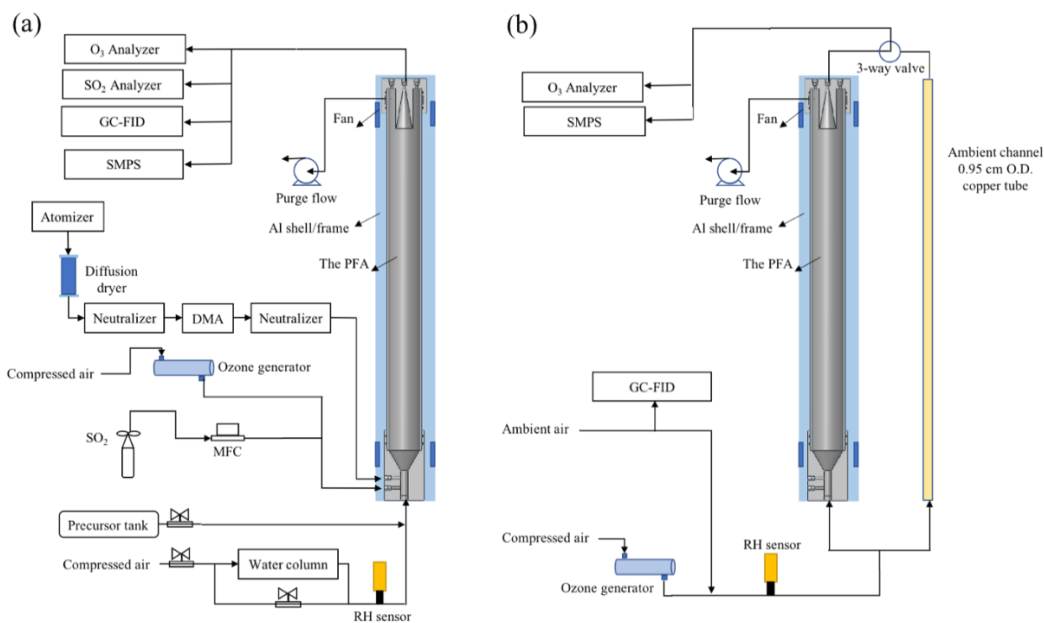 (a)
O3 Analyzer
SO2 Analyzer
GC-FID
SMPS
Fan
Purge flow
Al shell/frame
The PFA
Atomizer
Diffusion
dryer
Neutralizer
DMA
Neutralizer
Compressed air
Ozone generator
SO2
MFC
Precursor tank
Compressed air
Water column
RH sensor
(b)
3-way valve
O3 Analyzer
SMPS
Fan
Purge flow
Al shell/frame
The PFA
Ambient channel
0.95 cm O.D.
copper tube
GC-FID
Ambient air
Compressed air
Ozone generator
RH sensor